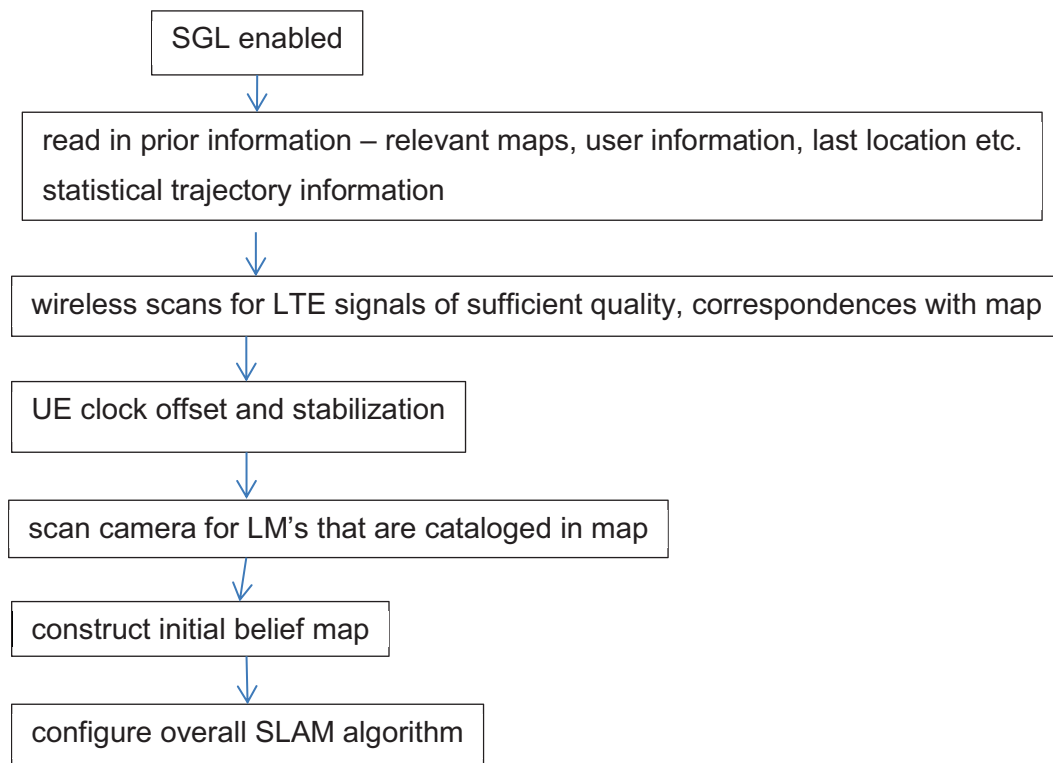 SGL enabled
read in prior information – relevant maps, user information, last location etc.
statistical trajectory information
wireless scans for LTE signals of sufficient quality, correspondences with map
UE clock offset and stabilization
scan camera for LM's that are cataloged in map
construct initial belief map
configure overall SLAM algorithm